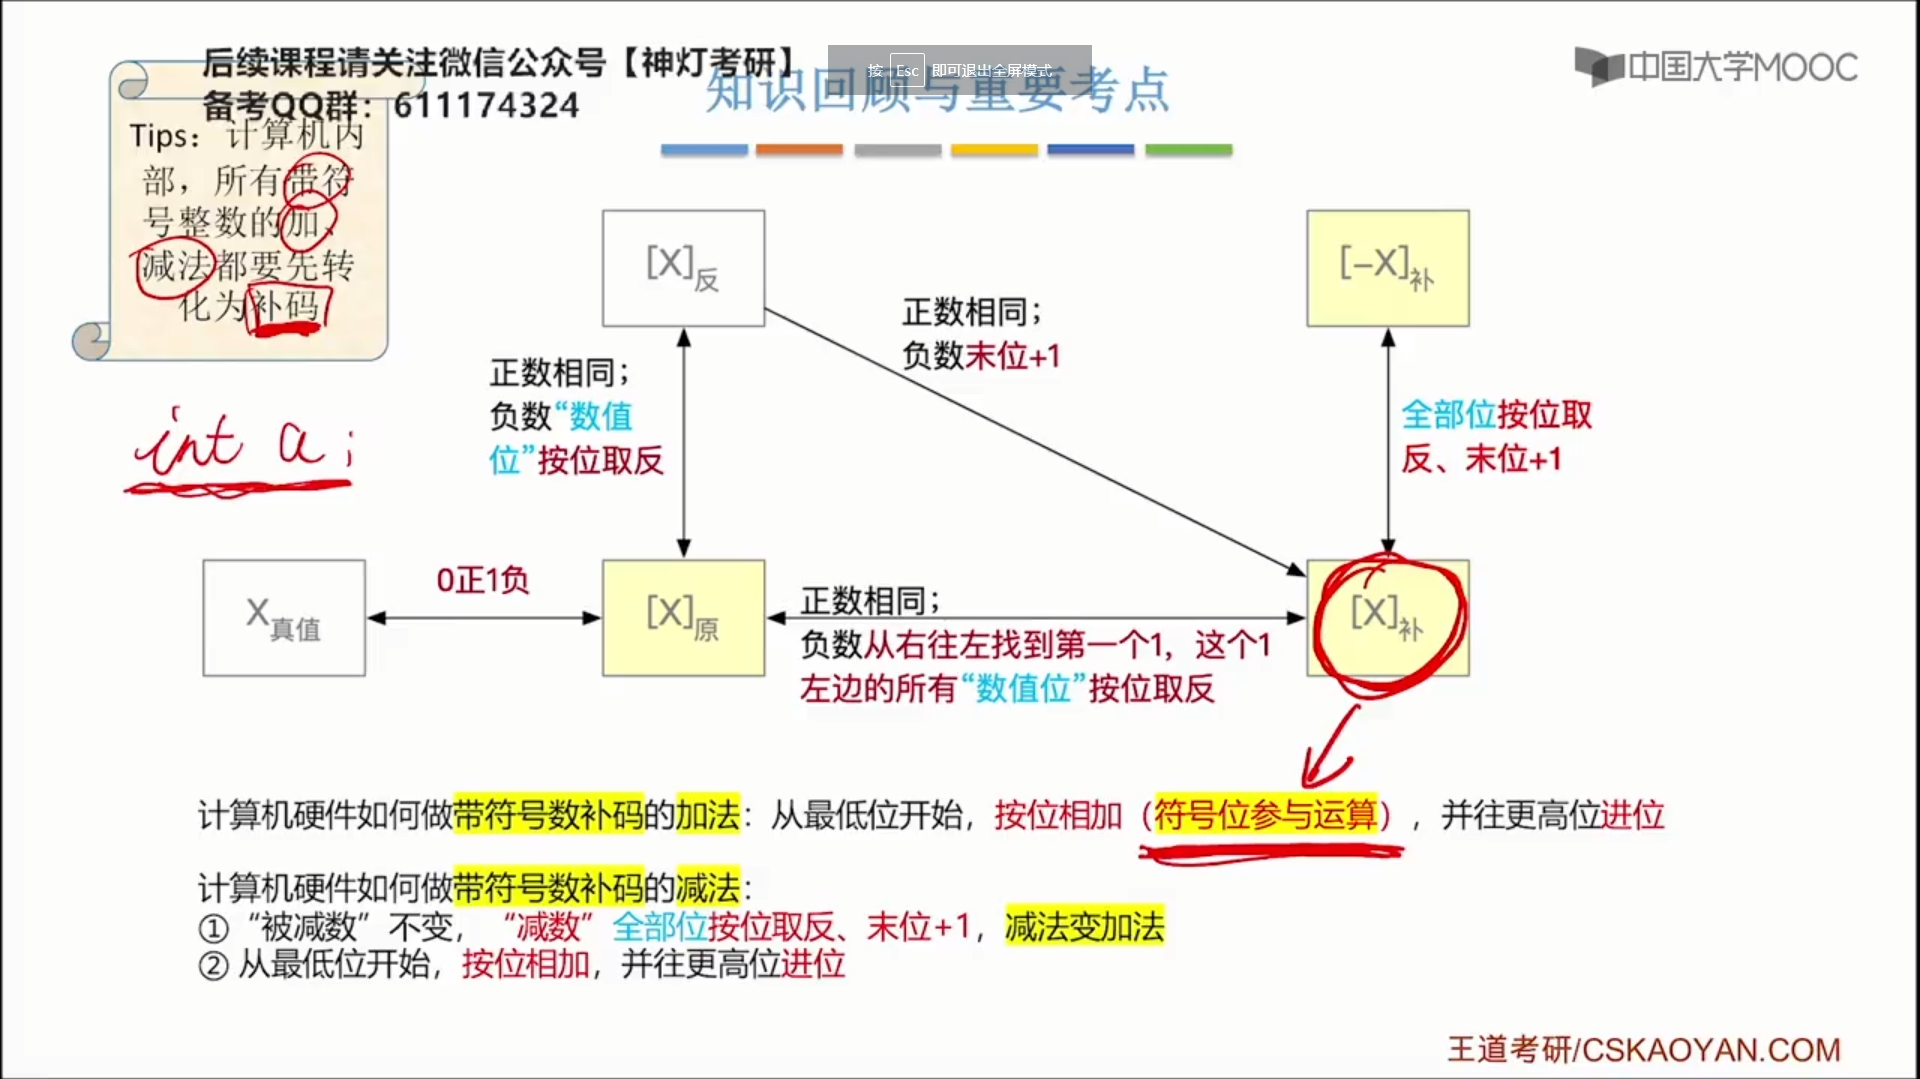 后续课程请关注微信公众号【神灯考研】
备考QQ群：611174324
按 Esc 即可退出全屏模式
知识回顾与重要考点
中国大学MOOC
Tips：计算机内
部，所有带符
号整数的加、
减法都要先转
化为补码
int a;
[X]反
[-X]补
正数相同；
负数末位+1
正数相同；
负数“数值
位”按位取反
全部位按位取
反、末位+1
X真值
0正1负
[X]原
正数相同；
负数从右往左找到第一个1，这个1
左边的所有“数值位”按位取反
[X]补
计算机硬件如何做带符号数补码的加法：从最低位开始，按位相加（符号位参与运算），并往更高位进位
计算机硬件如何做带符号数补码的减法：
①“被减数”不变，“减数”全部位按位取反、末位+1，减法变加法
②从最低位开始，按位相加，并往更高位进位
王道考研/CSKAOYAN.COM